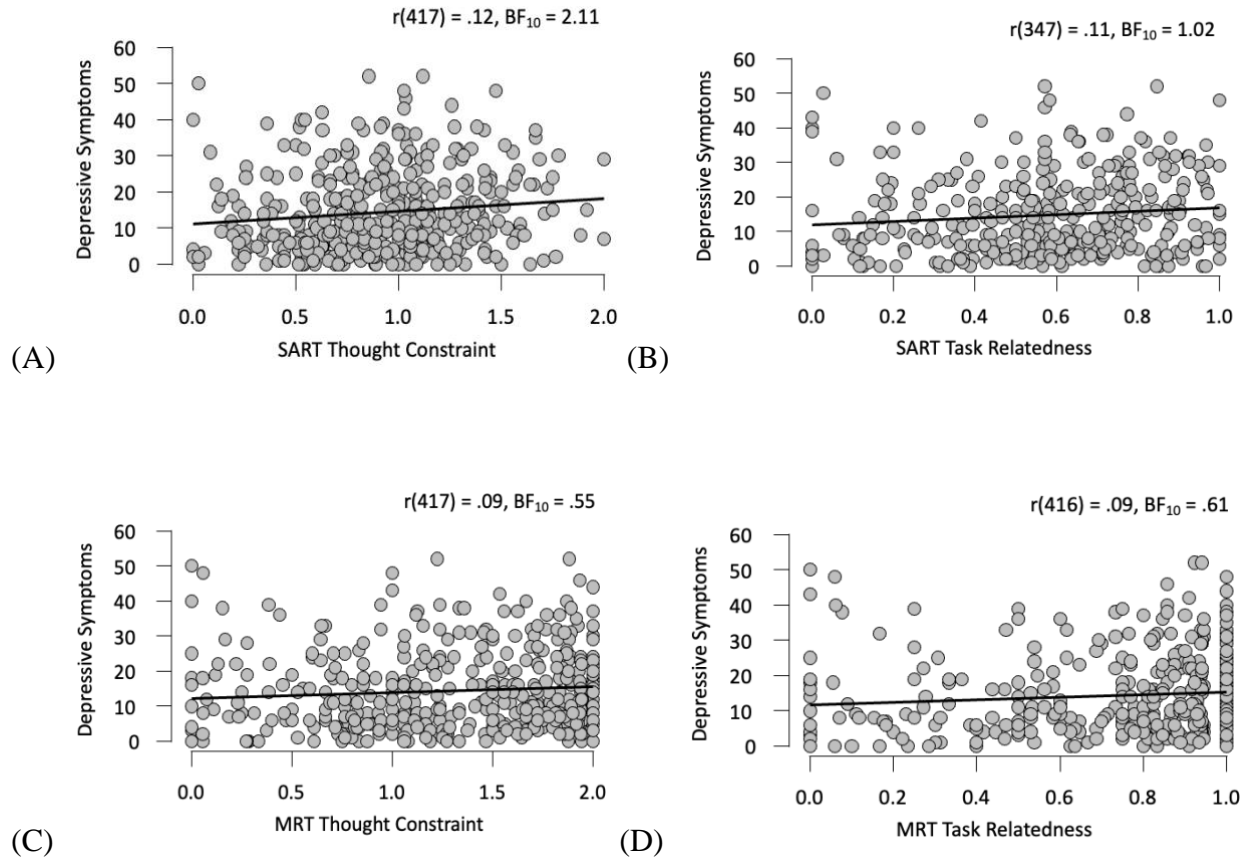 r(417) = .12, BF10 = 2.11
Depressive Symptoms
60
50
40
30
20
10
0
0.0 0.5 1.0 1.5 2.0
SART Thought Constraint
(A)
r(347) = .11, BF10 = 1.02
Depressive Symptoms
60
50
40
30
20
10
0
0.0 0.2 0.4 0.6 0.8 1.0
SART Task Relatedness
(B)
r(417) = .09, BF10 = .55
Depressive Symptoms
60
50
40
30
20
10
0
0.0 0.5 1.0 1.5 2.0
MRT Thought Constraint
(C)
r(416) = .09, BF10 = .61
Depressive Symptoms
60
50
40
30
20
10
0
0.0 0.2 0.4 0.6 0.8 1.0
MRT Task Relatedness
(D)